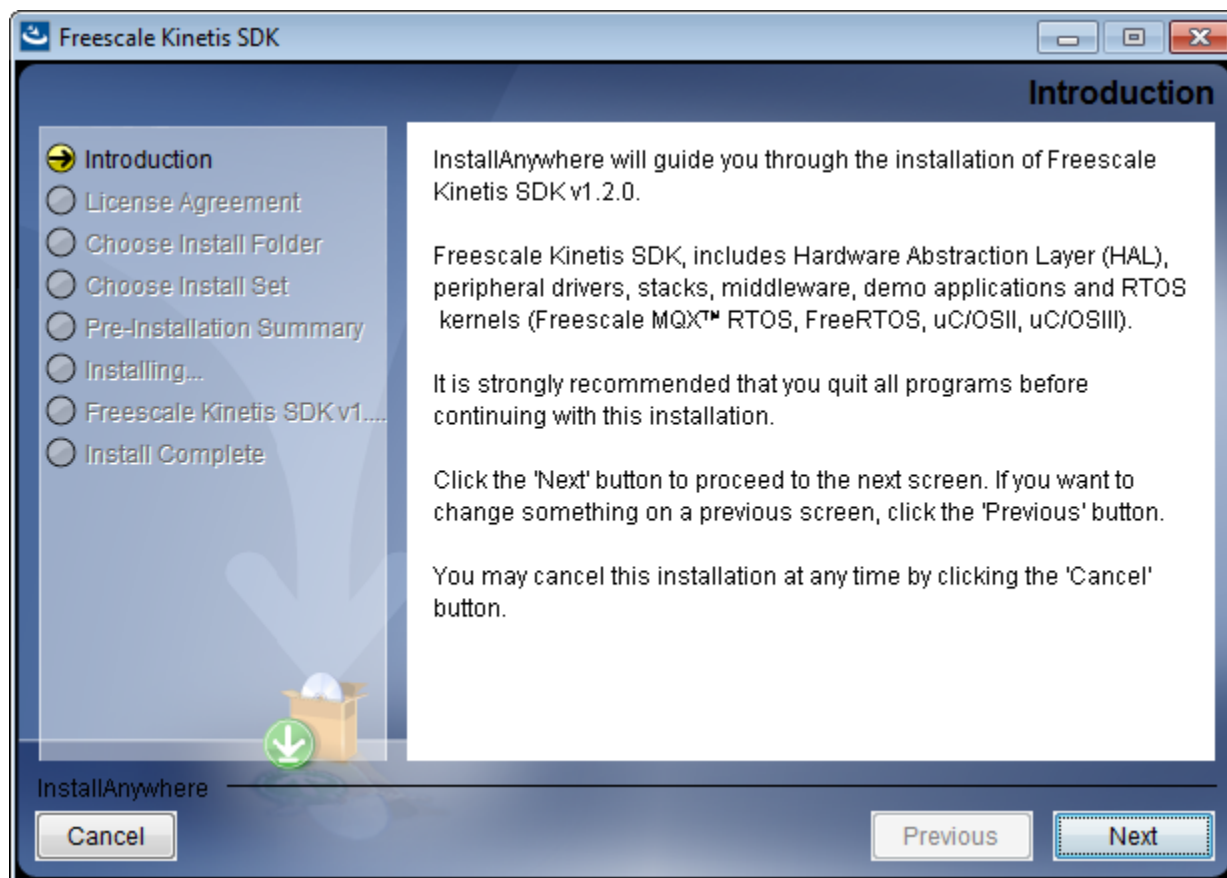 Freescale Kinetis SDK
Introduction
Introduction
License Agreement
Choose Install Folder
Choose Install Set
Pre-Installation Summary
Installing...
Freescale Kinetis SDK v1....
Install Complete
InstallAnywhere will guide you through the installation of Freescale
Kinetis SDK v1.2.0.
Freescale Kinetis SDK, includes Hardware Abstraction Layer (HAL),
peripheral drivers, stacks, middleware, demo applications and RTOS
kernels (Freescale MQX™ RTOS, FreeRTOS, uC/OSII, uC/OSIII).
It is strongly recommended that you quit all programs before
continuing with this installation.
Click the 'Next' button to proceed to the next screen. If you want to
change something on a previous screen, click the 'Previous' button.
You may cancel this installation at any time by clicking the 'Cancel'
button.
InstallAnywhere
Cancel
Previous
Next